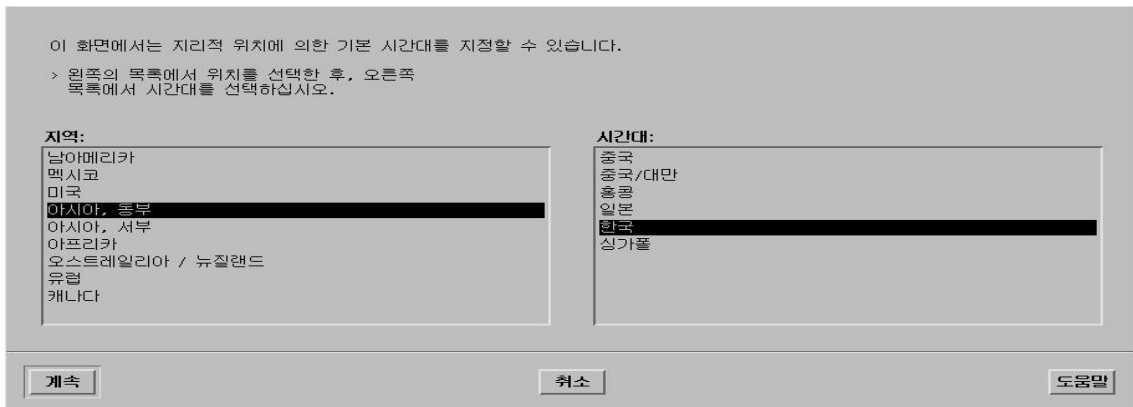 이 화면에서는 지리적 위치에 의한 기본 시간대를 지정할 수 있습니다.
> 왼쪽의 목록에서 위치를 선택한 후, 오른쪽
목록에서 시간대를 선택하십시오.
지역:
남아메리카
멕시코
미국
아시아, 동부
아시아, 서부
아프리카
오스트레일리아 / 뉴질랜드
유럽
캐나다
시간대:
중국
중국/대만
홍콩
일본
한국
싱가폴
계속
취소
도움말